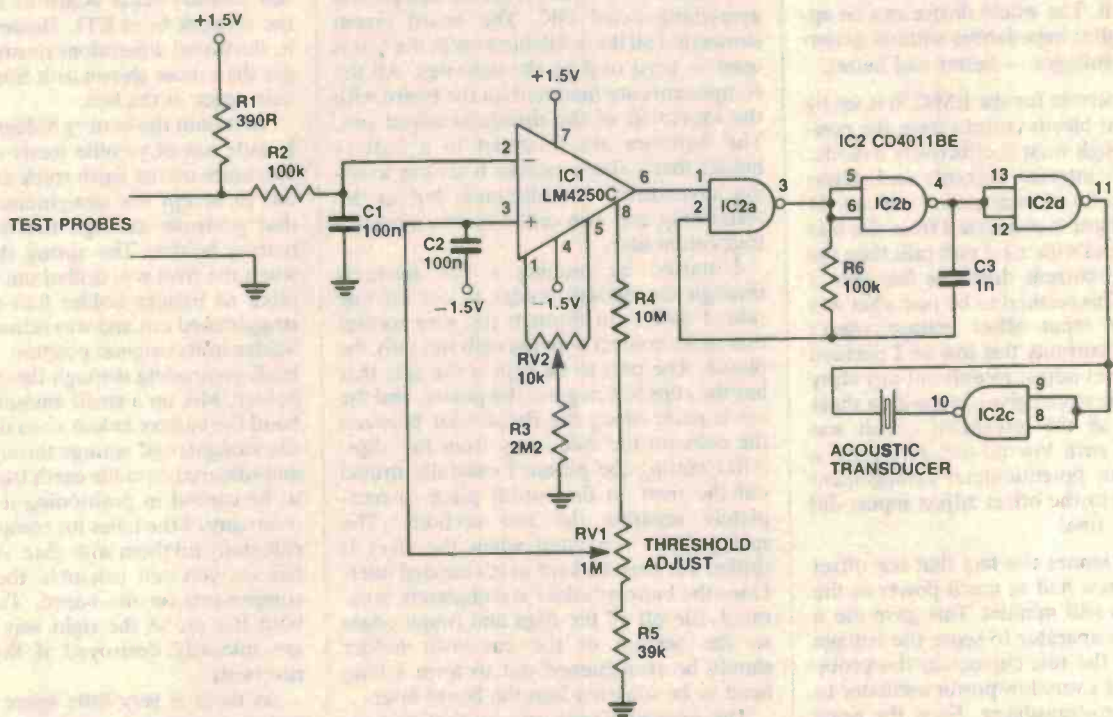 +1.5V
R1
390R
R2
100k
TEST PROBES
C1
100n
+1.5V
7
2
−
IC1
LM4250C
6
3
8
5
4
1
C2
100n
−1.5V
−1.5V
RV2
10k
R3
2M2
R4
10M
RV1
1M
THRESHOLD
ADJUST
R5
39k
IC2 CD4011BE
1
2
IC2a
3
5
6
IC2b
4
13
12
IC2d
11
R6
100k
C3
1n
10
IC2c
9
8
ACOUSTIC
TRANSDUCER